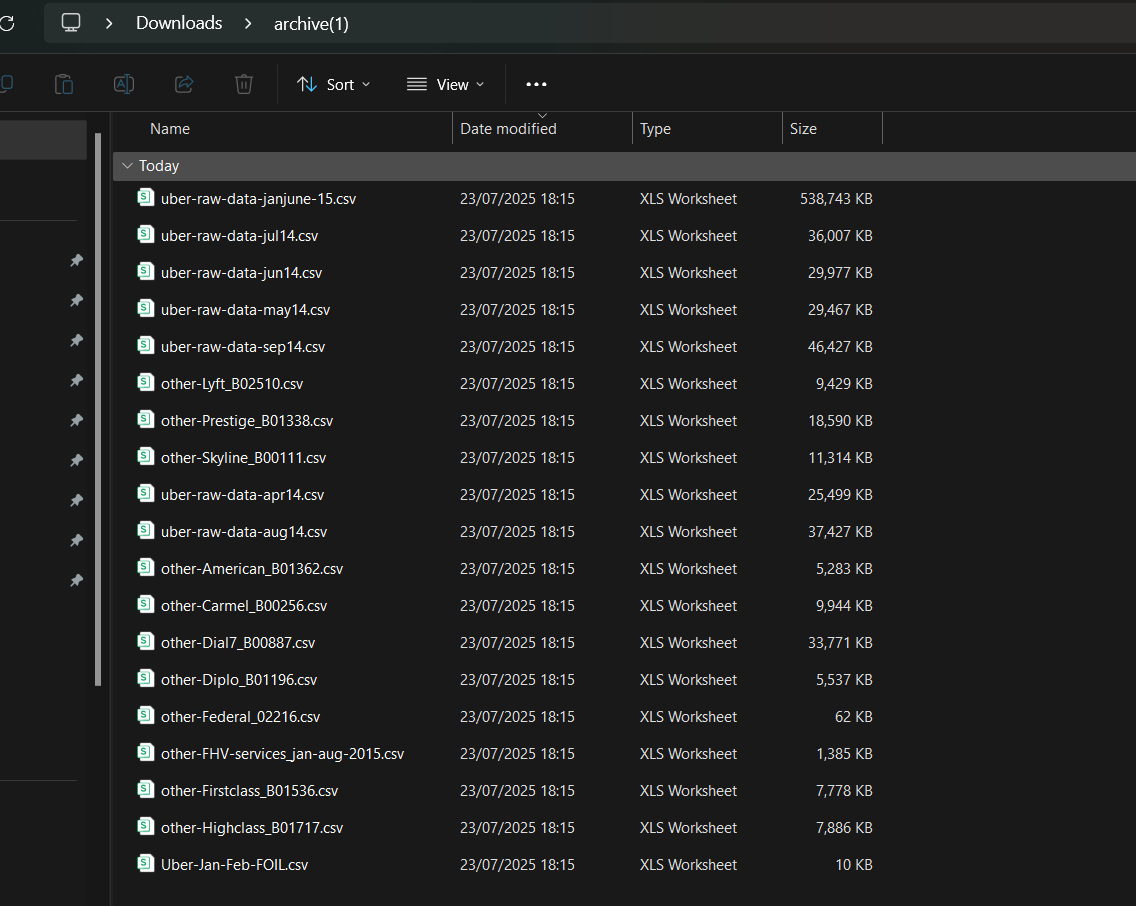 Downloads archive(1)
Sort View
Name Date modified Type Size
Today
uber-raw-data-janjune-15.csv 23/07/2025 18:15 XLS Worksheet 538,743 KB
uber-raw-data-jul14.csv 23/07/2025 18:15 XLS Worksheet 36,007 KB
uber-raw-data-jun14.csv 23/07/2025 18:15 XLS Worksheet 29,977 KB
uber-raw-data-may14.csv 23/07/2025 18:15 XLS Worksheet 29,467 KB
uber-raw-data-sep14.csv 23/07/2025 18:15 XLS Worksheet 46,427 KB
other-Lyft_B02510.csv 23/07/2025 18:15 XLS Worksheet 9,429 KB
other-Prestige_B01338.csv 23/07/2025 18:15 XLS Worksheet 18,590 KB
other-Skyline_B00111.csv 23/07/2025 18:15 XLS Worksheet 11,314 KB
uber-raw-data-apr14.csv 23/07/2025 18:15 XLS Worksheet 25,499 KB
uber-raw-data-aug14.csv 23/07/2025 18:15 XLS Worksheet 37,427 KB
other-American_B01362.csv 23/07/2025 18:15 XLS Worksheet 5,283 KB
other-Carmel_B00256.csv 23/07/2025 18:15 XLS Worksheet 9,944 KB
other-Dial7_B00887.csv 23/07/2025 18:15 XLS Worksheet 33,771 KB
other-Diplo_B01196.csv 23/07/2025 18:15 XLS Worksheet 5,537 KB
other-Federal_02216.csv 23/07/2025 18:15 XLS Worksheet 62 KB
other-FHV-services_jan-aug-2015.csv 23/07/2025 18:15 XLS Worksheet 1,385 KB
other-Firstclass_B01536.csv 23/07/2025 18:15 XLS Worksheet 7,778 KB
other-Highclass_B01717.csv 23/07/2025 18:15 XLS Worksheet 7,886 KB
Uber-Jan-Feb-FOIL.csv 23/07/2025 18:15 XLS Worksheet 10 KB